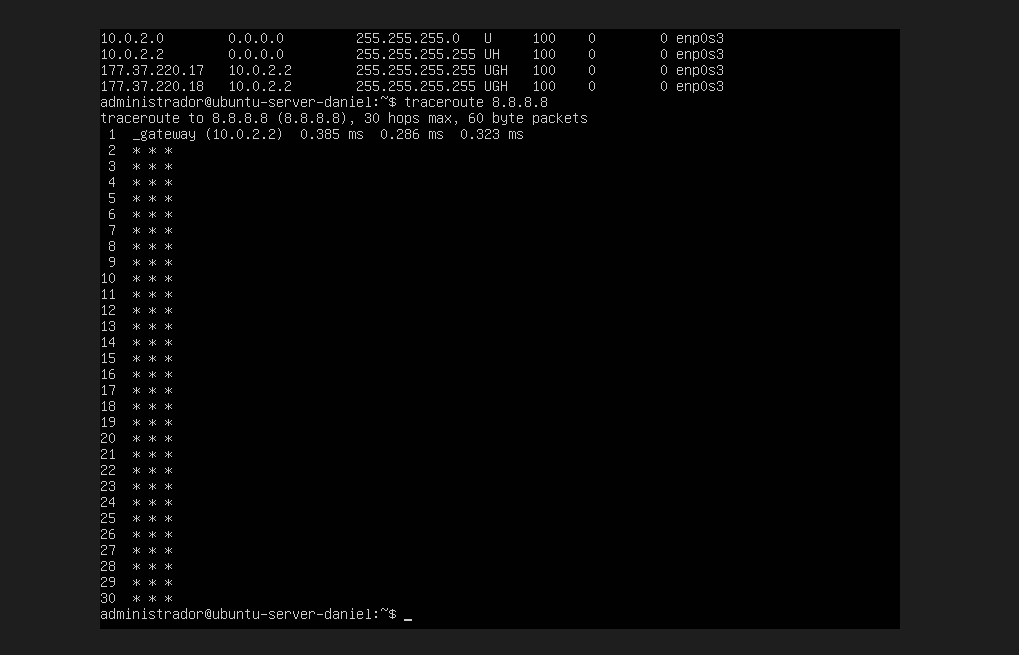 10.0.2.0        0.0.0.0         255.255.255.0   U     100    0        0 enp0s3
10.0.2.2        0.0.0.0         255.255.255.255 UH    100    0        0 enp0s3
177.37.220.17   10.0.2.2        255.255.255.255 UGH   100    0        0 enp0s3
177.37.220.18   10.0.2.2        255.255.255.255 UGH   100    0        0 enp0s3
administrador@ubuntu-server-daniel:~$ traceroute 8.8.8.8
traceroute to 8.8.8.8 (8.8.8.8), 30 hops max, 60 byte packets
 1  _gateway (10.0.2.2)  0.385 ms  0.286 ms  0.323 ms
 2  * * *
 3  * * *
 4  * * *
 5  * * *
 6  * * *
 7  * * *
 8  * * *
 9  * * *
10  * * *
11  * * *
12  * * *
13  * * *
14  * * *
15  * * *
16  * * *
17  * * *
18  * * *
19  * * *
20  * * *
21  * * *
22  * * *
23  * * *
24  * * *
25  * * *
26  * * *
27  * * *
28  * * *
29  * * *
30  * * *
administrador@ubuntu-server-daniel:~$ _